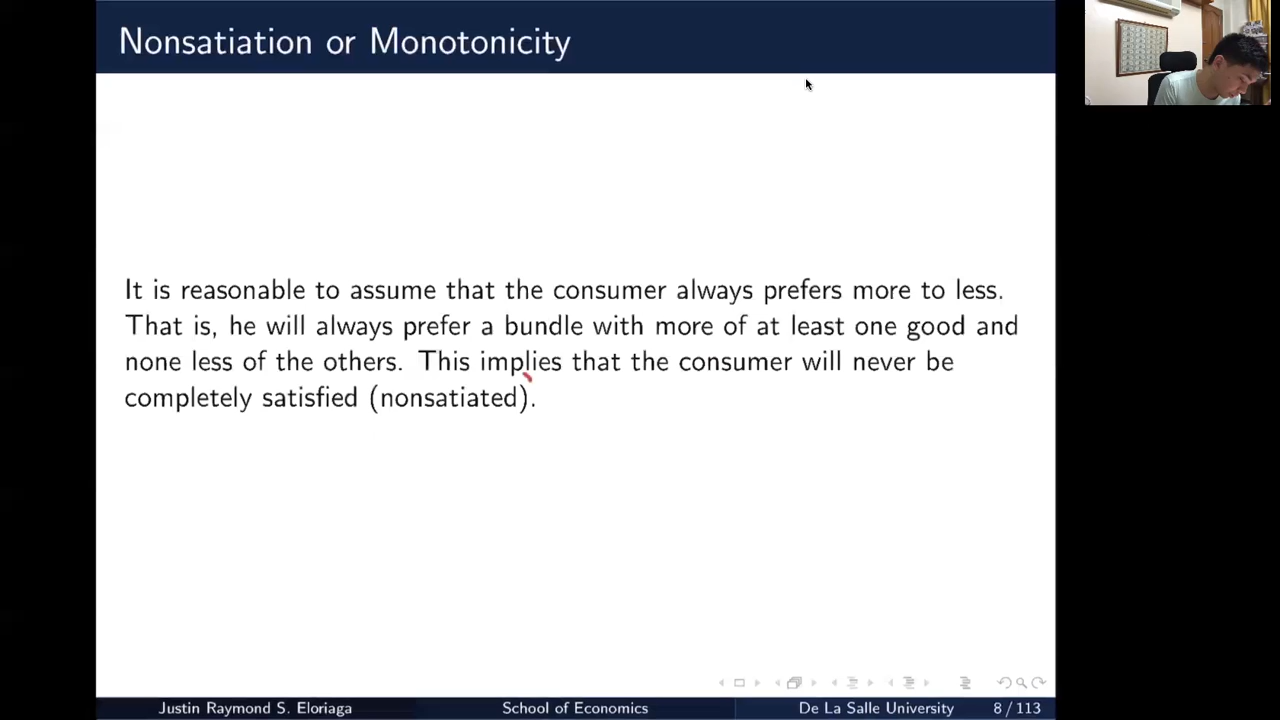 Nonsatiation or Monotonicity
It is reasonable to assume that the consumer always prefers more to less.
That is, he will always prefer a bundle with more of at least one good and
none less of the others. This implies that the consumer will never be
completely satisfied (nonsatiated).
Justin Raymond S. Eloriaga School of Economics De La Salle University 8 / 113